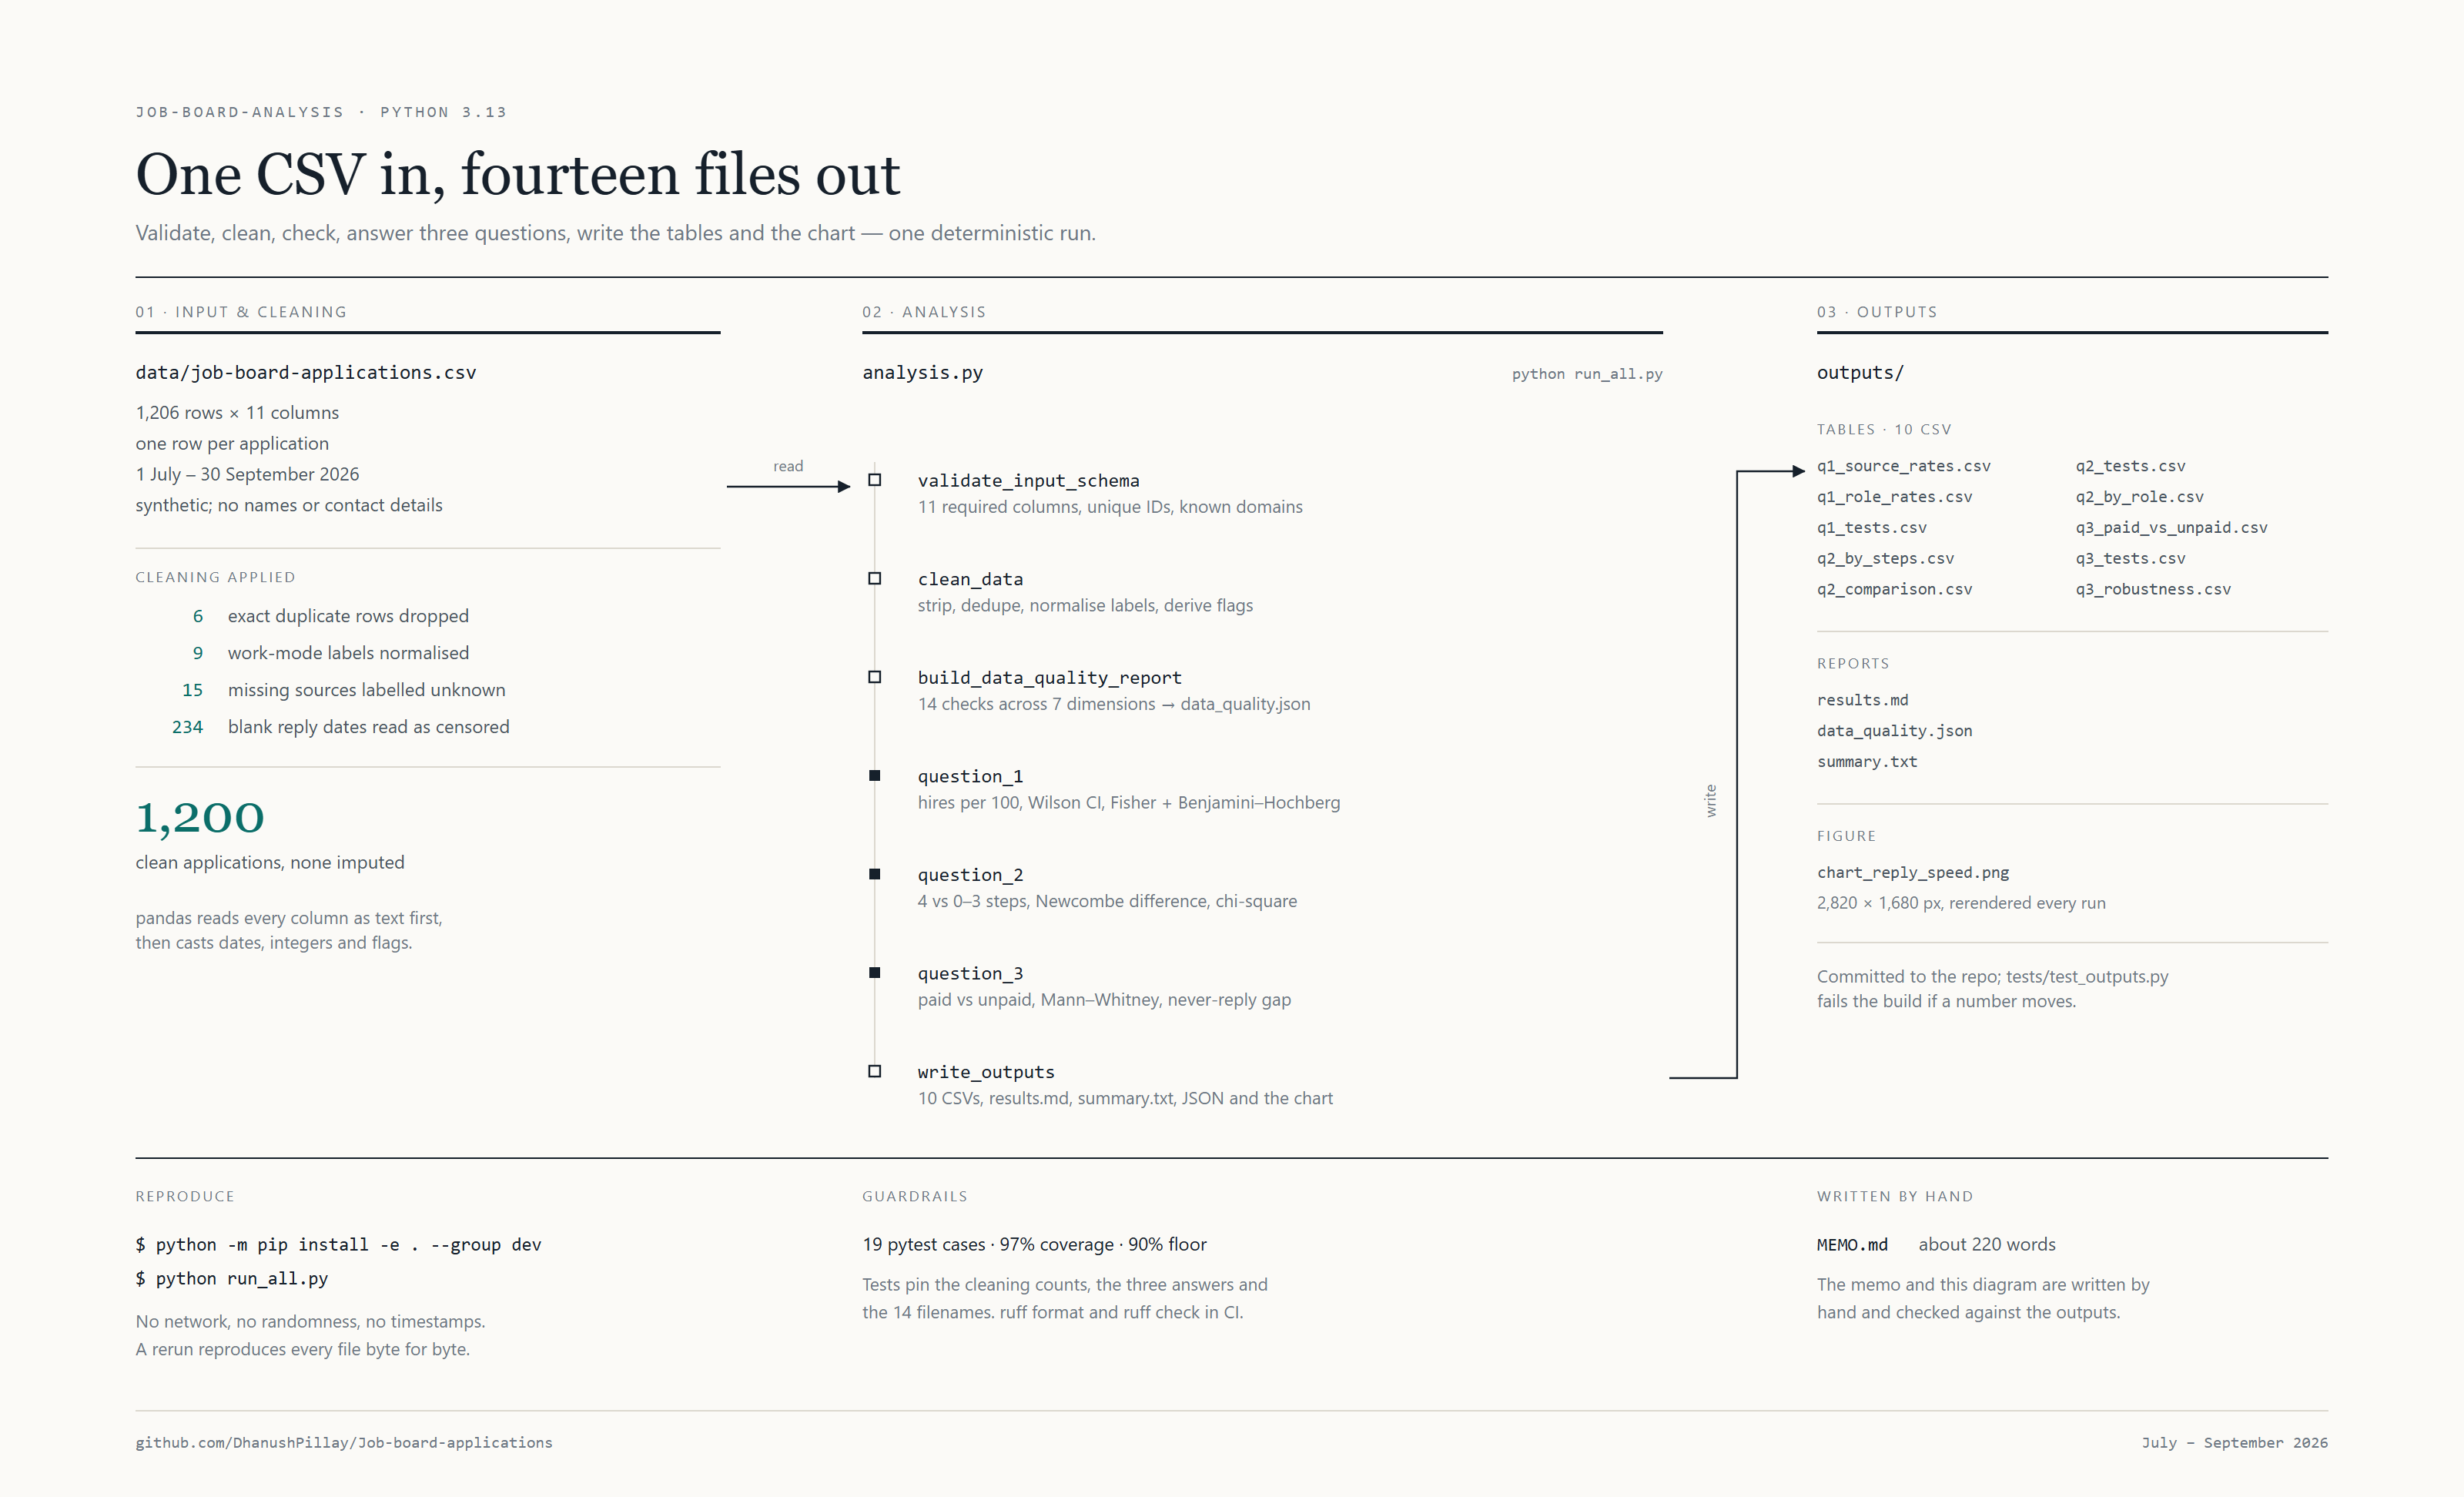 JOB-BOARD-ANALYSIS · PYTHON 3.13
One CSV in, fourteen files out
Validate, clean, check, answer three questions, write the tables and the chart — one deterministic run.
01 · INPUT & CLEANING
data/job-board-applications.csv
1,206 rows × 11 columns
one row per application
1 July – 30 September 2026
synthetic; no names or contact details
CLEANING APPLIED
6 exact duplicate rows dropped
9 work-mode labels normalised
15 missing sources labelled unknown
234 blank reply dates read as censored
1,200
clean applications, none imputed
pandas reads every column as text first,
then casts dates, integers and flags.
read
02 · ANALYSIS
analysis.py python run_all.py
validate_input_schema
11 required columns, unique IDs, known domains
clean_data
strip, dedupe, normalise labels, derive flags
build_data_quality_report
14 checks across 7 dimensions → data_quality.json
question_1
hires per 100, Wilson CI, Fisher + Benjamini–Hochberg
question_2
4 vs 0–3 steps, Newcombe difference, chi-square
question_3
paid vs unpaid, Mann–Whitney, never-reply gap
write_outputs
10 CSVs, results.md, summary.txt, JSON and the chart
write
03 · OUTPUTS
outputs/
TABLES · 10 CSV
q1_source_rates.csv q2_tests.csv
q1_role_rates.csv q2_by_role.csv
q1_tests.csv q3_paid_vs_unpaid.csv
q2_by_steps.csv q3_tests.csv
q2_comparison.csv q3_robustness.csv
REPORTS
results.md
data_quality.json
summary.txt
FIGURE
chart_reply_speed.png
2,820 × 1,680 px, rerendered every run
Committed to the repo; tests/test_outputs.py
fails the build if a number moves.
REPRODUCE
$ python -m pip install -e . --group dev
$ python run_all.py
No network, no randomness, no timestamps.
A rerun reproduces every file byte for byte.
GUARDRAILS
19 pytest cases · 97% coverage · 90% floor
Tests pin the cleaning counts, the three answers and
the 14 filenames. ruff format and ruff check in CI.
WRITTEN BY HAND
MEMO.md about 220 words
The memo and this diagram are written by
hand and checked against the outputs.
github.com/DhanushPillay/Job-board-applications
July – September 2026